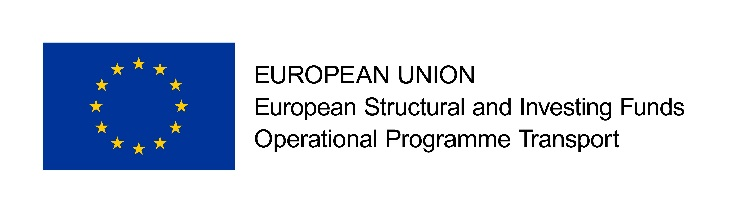 EUROPEAN UNION
European Structural and Investing Funds
Operational Programme Transport